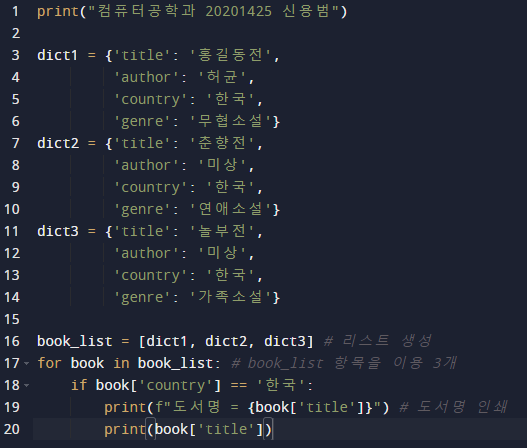 1 print("컴퓨터공학과 20201425 신용범")
2
3 dict1 = {'title': '홍길동전',
4 'author': '허균',
5 'country': '한국',
6 'genre': '무협소설'}
7 dict2 = {'title': '춘향전',
8 'author': '미상',
9 'country': '한국',
10 'genre': '연애소설'}
11 dict3 = {'title': '놀부전',
12 'author': '미상',
13 'country': '한국',
14 'genre': '가족소설'}
15
16 book_list = [dict1, dict2, dict3] # 리스트 생성
17 for book in book_list: # book_list 항목을 이용 3개
18 if book['country'] == '한국':
19 print(f"도서명 = {book['title']}") # 도서명 인쇄
20 print(book['title'])